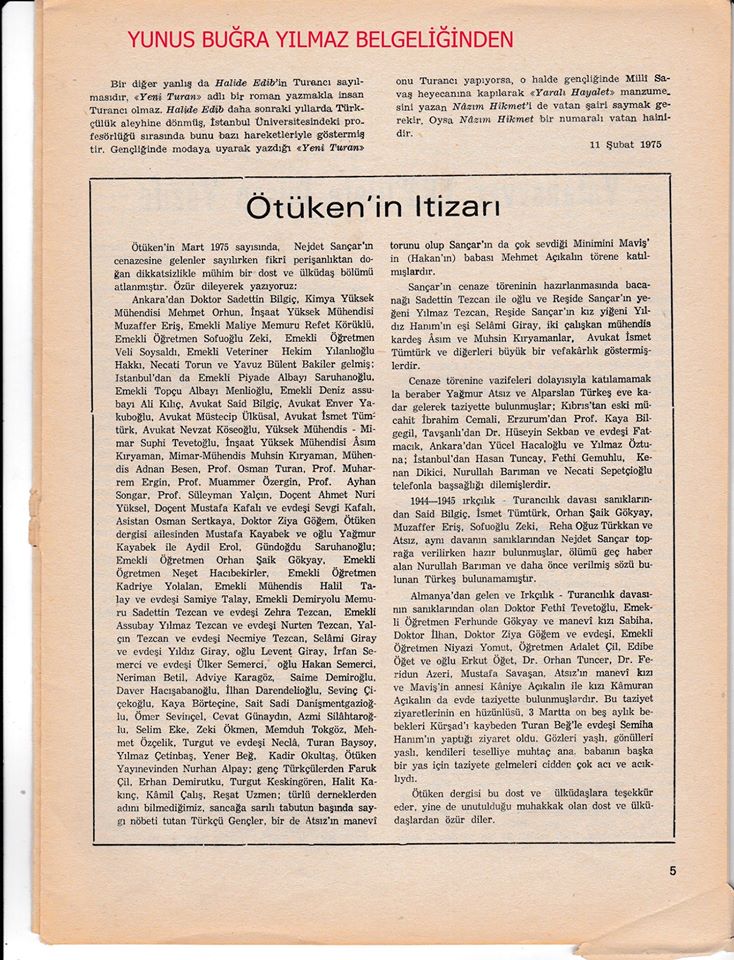 YUNUS BUĞRA YILMAZ BELGELİĞİNDEN
Bir diğer yanlış da Halide Edib'in Turancı sayıl-
masıdır, «Yeni Turan» adlı bir roman yazmakla insan
Turancı olmaz. Halide Edib daha sonraki yıllarda Türk-
çülük aleyhine dönmüş, İstanbul Üniversitesindeki pro-
fesörlüğü sırasında bunu bazı hareketleriyle göstermiş
tir. Gençliğinde modaya uyarak yazdığı «Yeni Turan»
onu Turancı yapıyorsa, o halde gençliğinde Millî Sa-
vaş heyecanına kapılarak «Yaralı Hayalet» manzume-
sini yazan Nâzım Hikmet'i de vatan şairi saymak ge-
rekir. Oysa Nâzım Hikmet bir numaralı vatan haini-
dir.
11 Şubat 1975
Ötüken'in Itizarı
Ötüken'in Mart 1975 sayısında, Nejdet Sançar'ın
cenazesine gelenler sayılırken fikri perişanlıktan do-
ğan dikkatsizlikle mühim bir dost ve ülküdaş bölümü
atlanmıştır. Özür dileyerek yazıyoruz:
Ankara'dan Doktor Sadettin Bilgiç, Kimya Yüksek
Mühendisi Mehmet Orhun, İnşaat Yüksek Mühendisi
Muzaffer Eriş, Emekli Maliye Memuru Refet Körüklü,
Emekli Öğretmen Sofuoğlu Zeki, Emekli Öğretmen
Veli Soysaldı, Emekli Veteriner Hekim Yılanlıoğlu
Hakkı, Necati Torun ve Yavuz Bülent Bakiler gelmiş;
İstanbul'dan da Emekli Piyade Albayı Saruhanoğlu,
Emekli Topçu Albayı Menlioğlu, Emekli Deniz assu-
bayı Ali Kılıç, Avukat Said Bilgiç, Avukat Enver Ya-
kuboğlu, Avukat Müstecip Ülküsal, Avukat İsmet Tüm-
türk, Avukat Nevzat Köseoğlu, Yüksek Mühendis - Mi-
mar Suphi Tevetoğlu, İnşaat Yüksek Mühendisi Âsım
Kıryaman, Mimar-Mühendis Muhsin Kıryaman, Mühen-
dis Adnan Besen, Prof. Osman Turan, Prof. Muhar-
rem Ergin, Prof. Muammer Özergin, Prof. Ayhan
Songar, Prof. Süleyman Yalçın, Doçent Ahmet Nuri
Yüksel, Doçent Mustafa Kafalı ve evdeşi Sevgi Kafalı,
Asistan Osman Sertkaya, Doktor Ziya Göğem, Ötüken
dergisi ailesinden Mustafa Kayabek ve oğlu Yağmur
Kayabek ile Aydil Erol, Gündoğdu Saruhanoğlu;
Emekli Öğretmen Orhan Şaik Gökyay, Emekli
Ögretmen Neşet Hacıbekirler, Emekli Öğretmen
Kadriye Yolalan, Emekli Mühendis Halil Ta-
lay ve evdeşi Samiye Talay, Emekli Demiryolu Memu-
ru Sadettin Tezcan ve evdeşi Zehra Tezcan, Emekli
Assubay Yılmaz Tezcan ve evdeşi Nurten Tezcan, Yal-
çın Tezcan ve evdeşi Necmiye Tezcan, Selâmi Giray
ve evdeşi Yıldız Giray, oğlu Levent Giray, İrfan Se-
merci ve evdeşi Ülker Semerci, oğlu Hakan Semerci,
Neriman Betil, Adviye Karagöz, Saime Demiroğlu,
Daver Hacışabanoğlu, İlhan Darendelioğlu, Sevinç Çi-
çekoğlu, Kaya Börteçine, Sait Sadi Danişmentgazioğ-
lu, Ömer Sevinçel, Cevat Günaydın, Azmi Silâhtaroğ-
lu, Selim Eke, Zeki Ökmen, Memduh Tokgöz, Meh-
met Özçelik, Turgut ve evdeşi Neclâ, Turan Baysoy,
Yılmaz Çetinbaş, Yener Beğ, Kadir Okultaş, Ötüken
Yayınevinden Nurhan Alpay; genç Türkçülerden Faruk
Çil, Erhan Demirutku, Turgut Keskingören, Halit Ka-
kınç, Kâmil Çalış, Reşat Uzmen; türlü derneklerden
adını bilmediğimiz, sancağa sarılı tabutun başında say-
gı nöbeti tutan Türkçü Gençler, bir de Atsız'ın manevî
torunu olup Sançar'ın da çok sevdiği Minimini Maviş'
in (Hakan'ın) babası Mehmet Açıkalın törene katıl-
mışlardır.
Sançar'ın cenaze töreninin hazırlanmasında baca-
nağı Sadettin Tezcan ile oğlu ve Reşide Sançar'ın ye-
ğeni Yılmaz Tezcan, Reşide Sançar'ın kız yiğeni Yıl-
dız Hanım'ın eşi Selâmi Giray, iki çalışkan mühendis
kardeş Âsım ve Muhsin Kıryamanlar, Avukat İsmet
Tümtürk ve diğerleri büyük bir vefakârlık göstermiş-
lerdir.
Cenaze törenine vazifeleri dolayısıyla katılamamak
la beraber Yağmur Atsız ve Alparslan Türkeş eve ka-
dar gelerek taziyette bulunmuşlar; Kıbrıs'tan eski mü-
cahit İbrahim Cemali, Erzurum'dan Prof. Kaya Bil-
gegil, Tavşanlı'dan Dr. Hüseyin Sekban ve evdeşi Fat-
macık, Ankara'dan Yücel Hacaloğlu ve Yılmaz Öztu-
na; İstanbul'dan Hasan Tuncay, Fethi Gemuhlu, Ke-
nan Dikici, Nurullah Barıman ve Necati Sepetçioğlu
telefonla başsağlığı dilemişlerdir.
1944—1945 ırkçılık - Turancılık davası sanıkların-
dan Said Bilgiç, İsmet Tümtürk, Orhan Şaik Gökyay,
Muzaffer Eriş, Sofuoğlu Zeki, Reha Oğuz Türkkan ve
Atsız, aynı davanın sanıklarından Nejdet Sançar top-
rağa verilirken hazır bulunmuşlar, ölümü geç haber
alan Nurullah Barıman ve daha önce verilmiş sözü bu-
lunan Türkeş bulunamamıştır.
Almanya'dan gelen ve Irkçılık - Turancılık davası-
nın sanıklarından olan Doktor Fethi Tevetoğlu, Emek-
li Öğretmen Ferhunde Gökyay ve manevî kızı Sabiha,
Doktor İlhan, Doktor Ziya Göğem ve evdeşi, Emekli
Öğretmen Niyazi Yomut, Öğretmen Adalet Çil, Edibe
Öğet ve oğlu Erkut Öğet, Dr. Orhan Tuncer, Dr. Fe-
ridun Azeri, Mustafa Savaşan, Atsız'ın manevî kızı
ve Maviş'in annesi Kâniye Açıkalın ile kızı Kâmuran
Açıkalın da evde taziyette bulunmuşlardır. Bu taziyet
ziyaretlerinin en hüzünlüsü, 3 Martta on beş aylık be-
bekleri Kürşad'ı kaybeden Turan Beğ'le evdeşi Semiha
Hanım'ın yaptığı ziyaret oldu. Gözleri yaşlı, gönülleri
yaslı, kendileri teselliye muhtaç ana babanın başka
bir yas için taziyete gelmeleri cidden çok acı ve acık-
lıydı.
Ötüken dergisi bu dost ve ülküdaşlara teşekkür
eder, yine de unutulduğu muhakkak olan dost ve ülkü-
daşlardan özür diler.
5